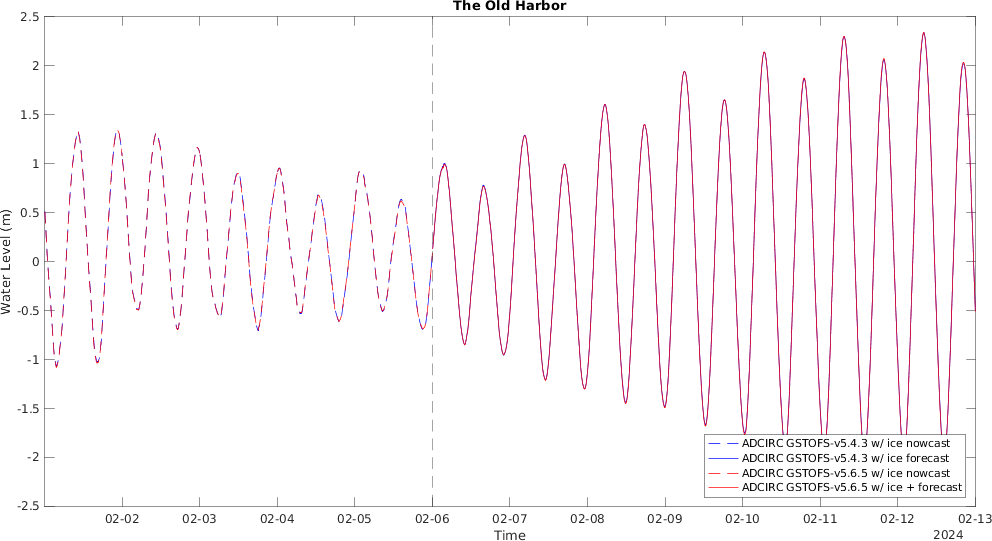 The Old Harbor
2.5
2
1.5
1
0.5
0
-0.5
-1
-1.5
-2
-2.5
Water Level (m)
ADCIRC GSTOFS-v5.4.3 w/ ice nowcast
ADCIRC GSTOFS-v5.4.3 w/ ice forecast
ADCIRC GSTOFS-v5.6.5 w/ ice nowcast
ADCIRC GSTOFS-v5.6.5 w/ ice + forecast
02-02 02-03 02-04 02-05 02-06 02-07 02-08 02-09 02-10 02-11 02-12 02-13
Time
2024